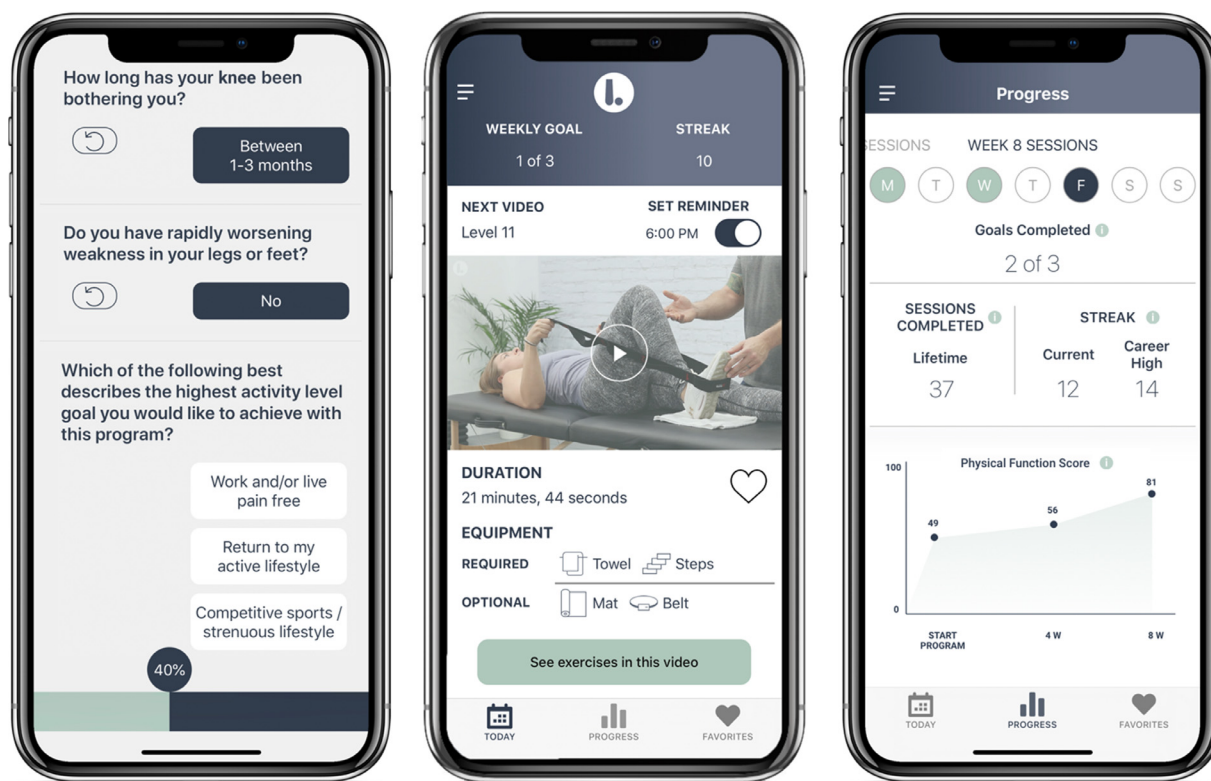 How long has your knee been
bothering you?
Between
1-3 months
Do you have rapidly worsening
weakness in your legs or feet?
No
Which of the following best
describes the highest activity level
goal you would like to achieve with
this program?
Work and/or live
pain free
Return to my
active lifestyle
Competitive sports /
strenuous lifestyle
40%
l.
WEEKLY GOAL STREAK
1 of 3 10
NEXT VIDEO SET REMINDER
Level 11 6:00 PM
DURATION
21 minutes, 44 seconds
EQUIPMENT
REQUIRED Towel Steps
OPTIONAL Mat Belt
See exercises in this video
TODAY PROGRESS FAVORITES
Progress
ESSIONS WEEK 8 SESSIONS
M T W T F S S
Goals Completed i
2 of 3
SESSIONS
COMPLETED i
Lifetime
37
STREAK i
Current Career
High
12 14
Physical Function Score i
100
81
56
49
0
START
PROGRAM
4 W 8 W
TODAY PROGRESS FAVORITES